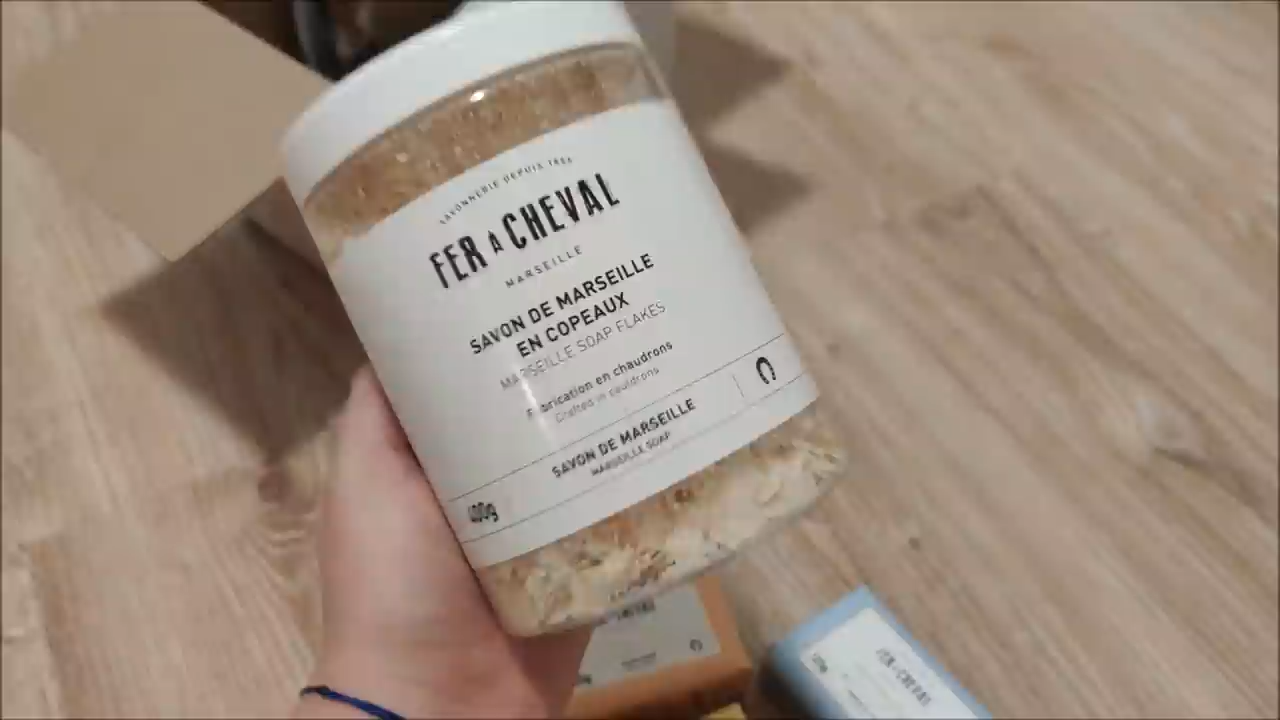 SAVONNERIE DEPUIS 1856
FER À CHEVAL
MARSEILLE
SAVON DE MARSEILLE
EN COPEAUX
MARSEILLE SOAP FLAKES
Fabrication en chaudrons
Crafted in cauldrons
SAVON DE MARSEILLE
MARSEILLE SOAP
400g
CHEVAL
FER À CHEVAL